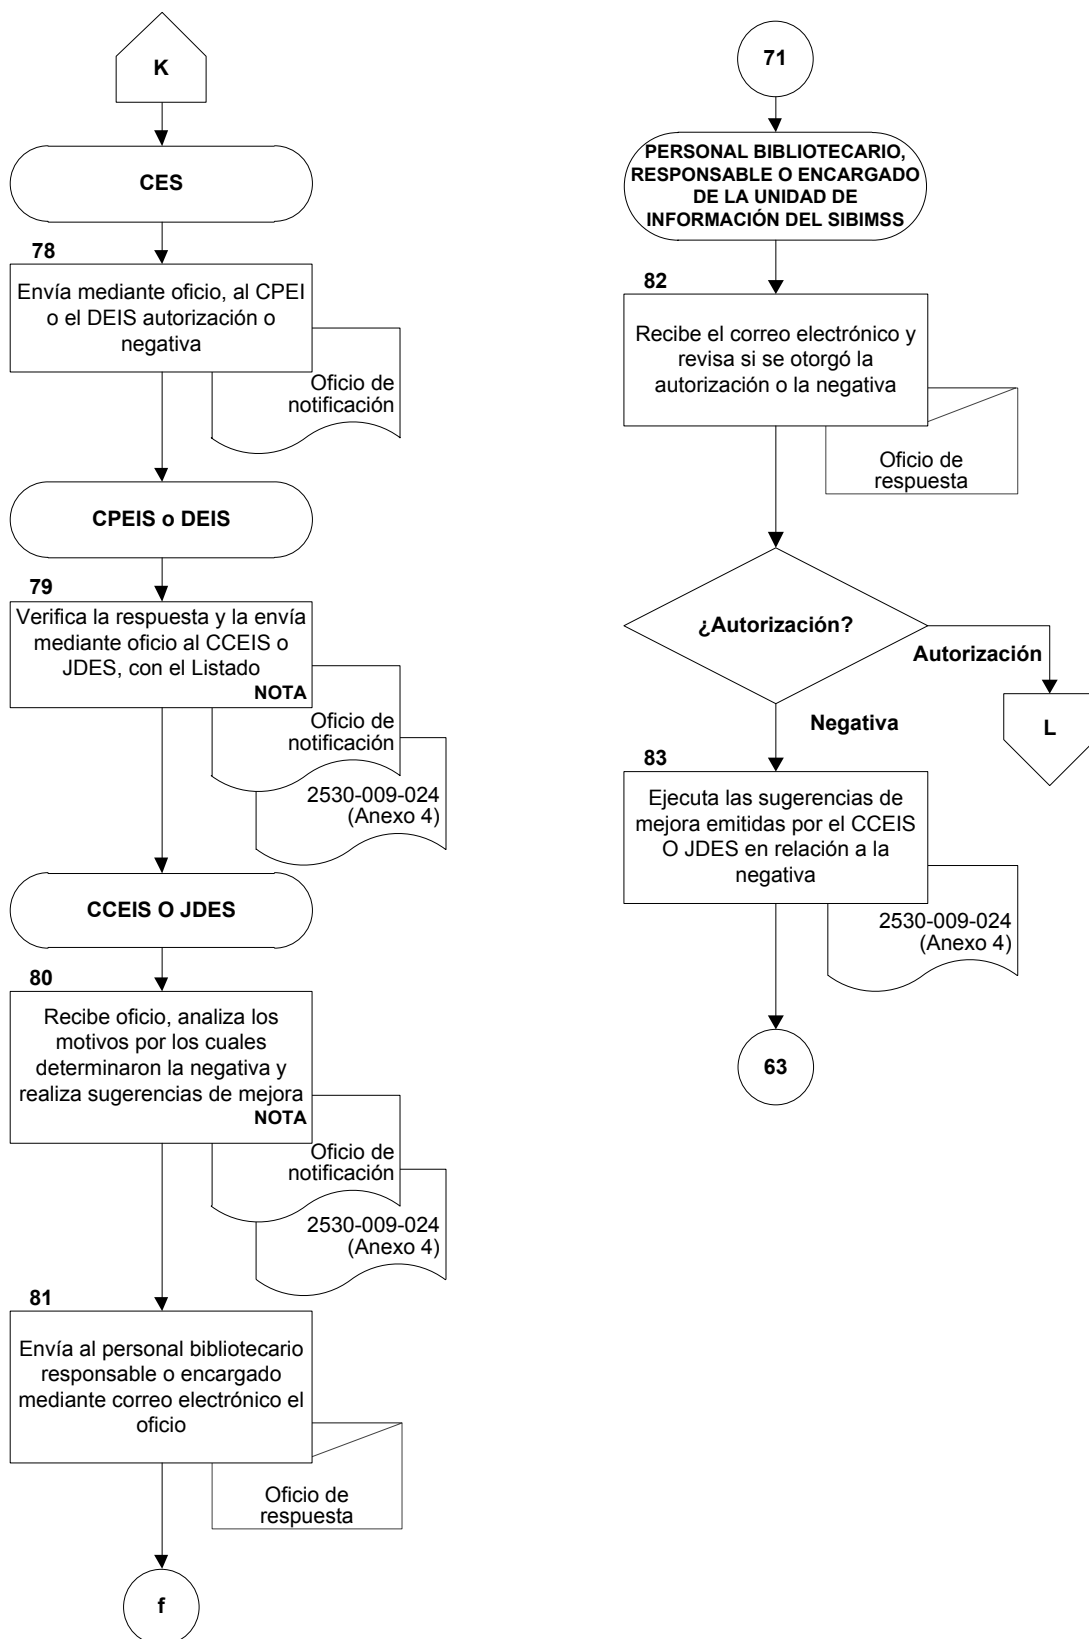 K
CES
78
Envía mediante oficio, al CPEI
o el DEIS autorización o
negativa
Oficio de
notificación
CPEIS o DEIS
79
Verifica la respuesta y la envía
mediante oficio al CCEIS o
JDES, con el Listado
NOTA
Oficio de
notificación
2530-009-024
(Anexo 4)
CCEIS O JDES
80
Recibe oficio, analiza los
motivos por los cuales
determinaron la negativa y
realiza sugerencias de mejora
NOTA
Oficio de
notificación
2530-009-024
(Anexo 4)
81
Envía al personal bibliotecario
responsable o encargado
mediante correo electrónico el
oficio
Oficio de
respuesta
f
71
PERSONAL BIBLIOTECARIO,
RESPONSABLE O ENCARGADO
DE LA UNIDAD DE
INFORMACIÓN DEL SIBIMSS
82
Recibe el correo electrónico y
revisa si se otorgó la
autorización o la negativa
Oficio de
respuesta
¿Autorización?
Autorización
L
Negativa
83
Ejecuta las sugerencias de
mejora emitidas por el CCEIS
O JDES en relación a la
negativa
2530-009-024
(Anexo 4)
63